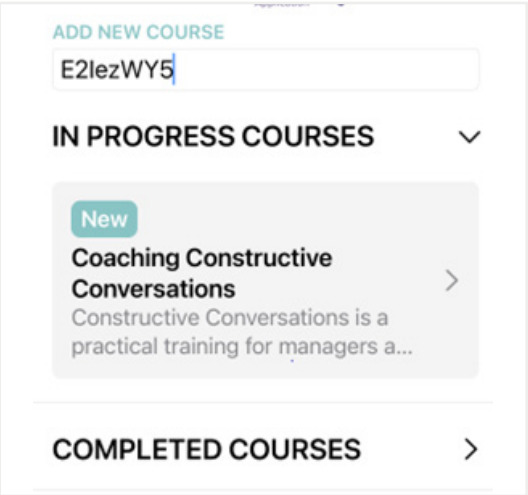 ADD NEW COURSE
E2lezWY5
IN PROGRESS COURSES
New
Coaching Constructive
Conversations
Constructive Conversations is a
practical training for managers a...
COMPLETED COURSES